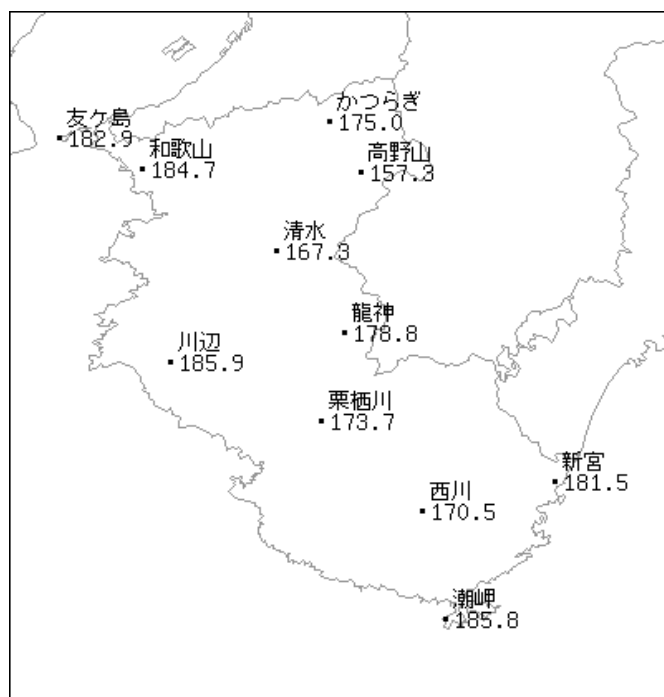 かつらぎ
175.0
友ケ島
182.9
和歌山
184.7
高野山
157.3
清水
167.3
龍神
178.8
川辺
185.9
栗栖川
173.7
新宮
181.5
西川
170.5
潮岬
185.8